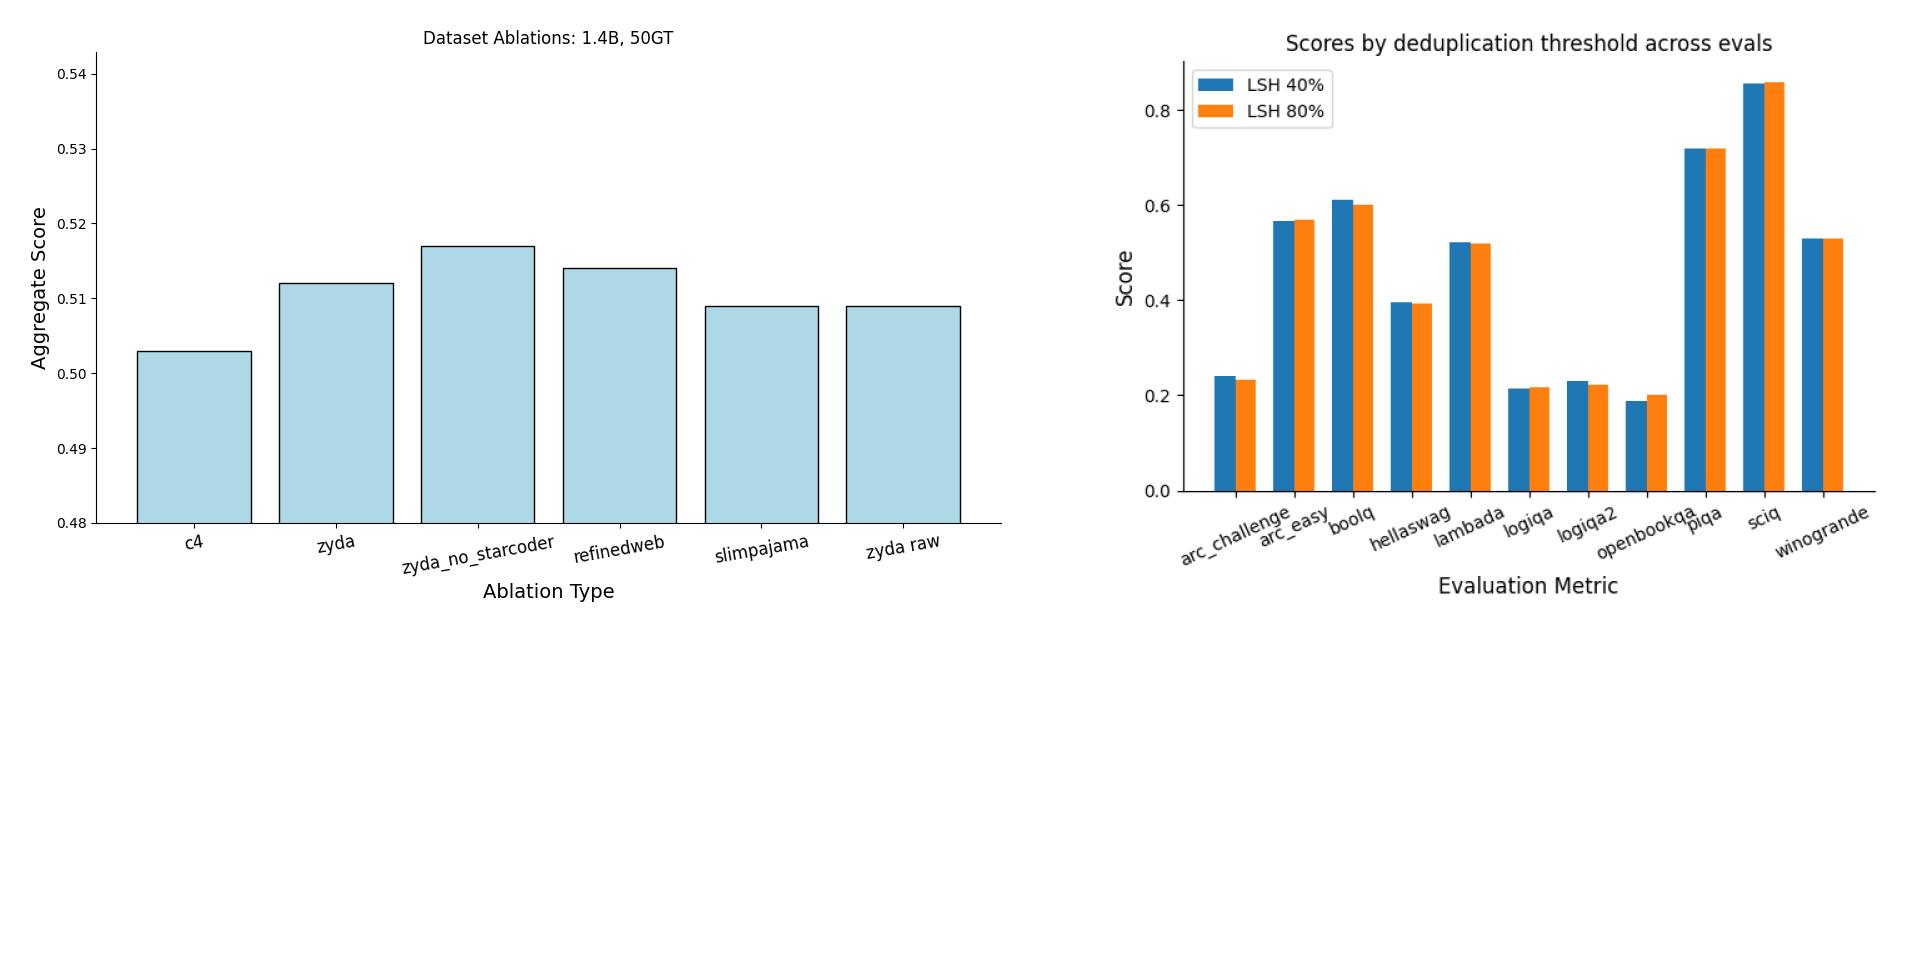 Dataset Ablations: 1.4B, 50GT
0.54
0.53
0.52
0.51
0.50
0.49
0.48
Aggregate Score
c4
zyda
zyda_no_starcoder
refinedweb
slimpajama
zyda raw
Ablation Type
Scores by deduplication threshold across evals
LSH 40%
LSH 80%
0.8
0.6
0.4
0.2
0.0
Score
arc_challenge
arc_easy
boolq
hellaswag
lambada
logiqa
logiqa2
openbookqa
piqa
sciq
winogrande
Evaluation Metric